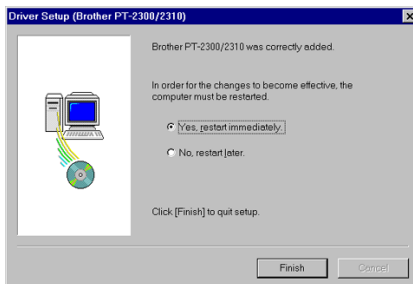 Driver Setup (Brother PT-2300/2310)
Brother PT-2300/2310 was correctly added.
In order for the changes to become effective, the
computer must be restarted.
Yes, restart immediately.
No, restart later.
Click [Finish] to quit setup.
Finish
Cancel